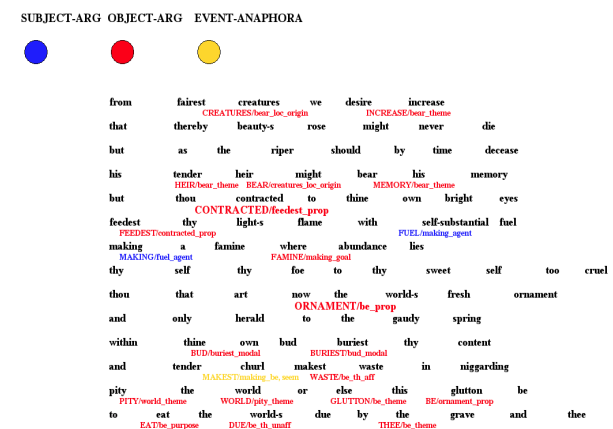 SUBJECT-ARG OBJECT-ARG EVENT-ANAPHORA
from fairest creatures we desire increase
CREATURES/bear_loc_origin INCREASE/bear_theme
that thereby beauty-s rose might never die
but as the riper should by time decease
his tender heir might bear his memory
HEIR/bear_theme BEAR/creatures_loc_origin MEMORY/bear_theme
but thou contracted to thine own bright eyes
CONTRACTED/feedest_prop
feedest thy light-s flame with self-substantial fuel
FEEDEST/contracted_prop FUEL/making_agent
making a famine where abundance lies
MAKING/fuel_agent FAMINE/making_goal
thy self thy foe to thy sweet self too cruel
thou that art now the world-s fresh ornament
ORNAMENT/be_prop
and only herald to the gaudy spring
within thine own bud buriest thy content
BUD/buriest_modal BURIEST/bud_modal
and tender churl makest waste in niggarding
MAKEST/making_be, seem WASTE/be_th_aff
pity the world or else this glutton be
PITY/world_theme WORLD/pity_theme GLUTTON/be_theme BE/ornament_prop
to eat the world-s due by the grave and thee
EAT/be_purpose DUE/be_th_unaff THEE/be_theme